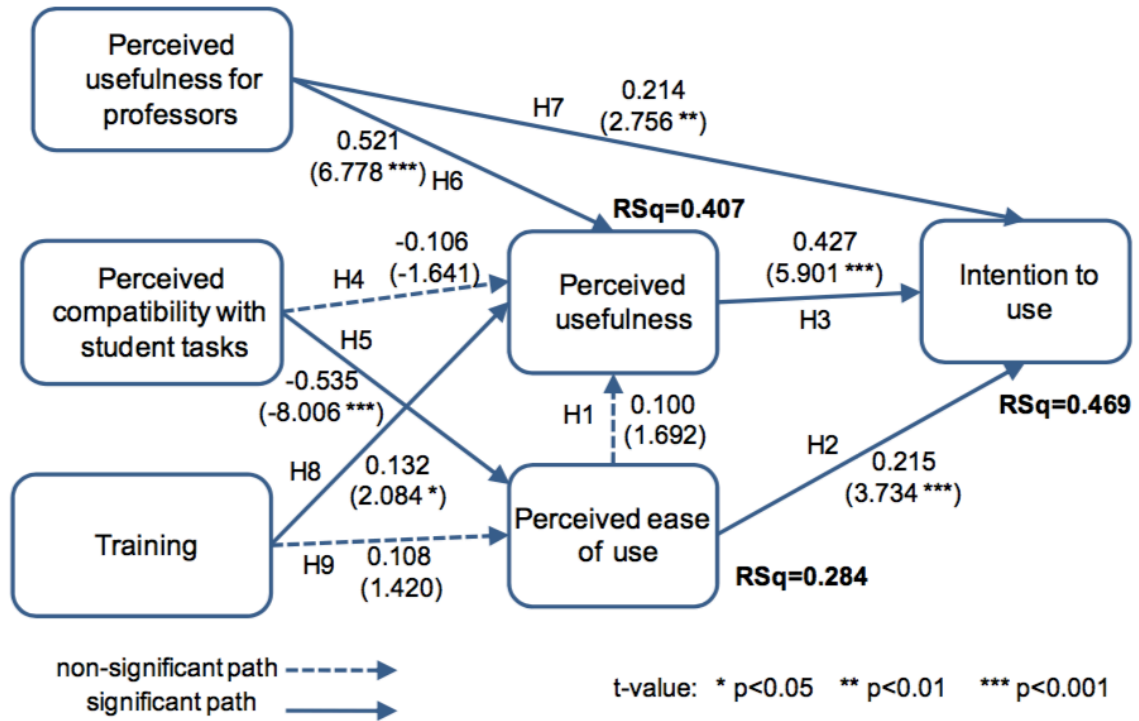 Perceived
usefulness for
professors
H7
0.214
(2.756 **)
0.521
(6.778 ***)
H6
RSq=0.407
Perceived
compatibility with
student tasks
H4
-0.106
(-1.641)
Perceived
usefulness
0.427
(5.901 ***)
H3
Intention to
use
RSq=0.469
H5
-0.535
(-8.006 ***)
H1
0.100
(1.692)
H2
0.215
(3.734 ***)
Training
H8
0.132
(2.084 *)
H9
0.108
(1.420)
Perceived ease
of use
RSq=0.284
non-significant path
significant path
t-value: * p<0.05 ** p<0.01 *** p<0.001